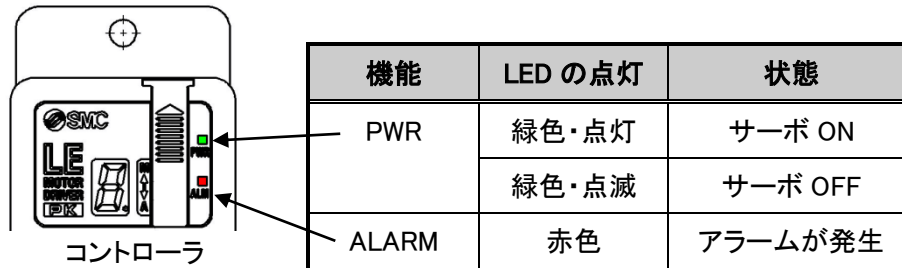 SMC
LE
MOTOR
DRIVER
PK
8.
M
A
PWR
ALM
コントローラ
機能 LED の点灯 状態
PWR 緑色・点灯 サーボ ON
緑色・点滅 サーボ OFF
ALARM 赤色 アラームが発生